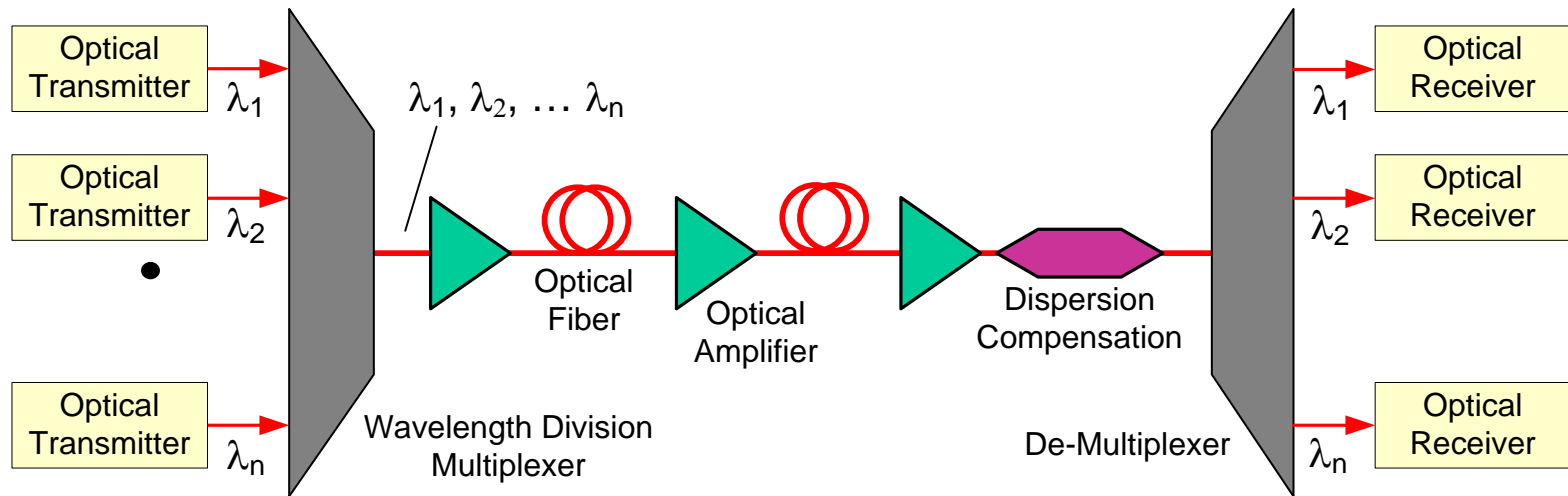 Optical
Transmitter
λ1
Optical
Transmitter
λ2
Optical
Transmitter
λn
λ1, λ2, … λn
Optical
Fiber
Optical
Amplifier
Dispersion
Compensation
Wavelength Division
Multiplexer
De-Multiplexer
λ1
Optical
Receiver
λ2
Optical
Receiver
λn
Optical
Receiver